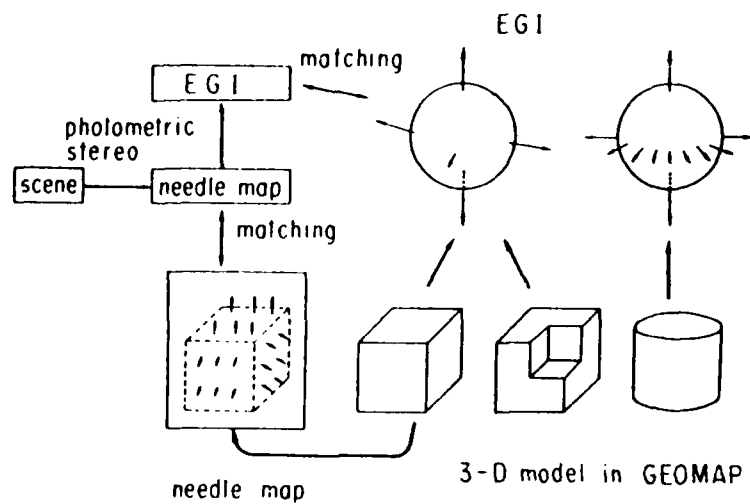 EGI
matching
EGI
photometric
stereo
scene
needle map
matching
needle map
3-D model in GEOMAP